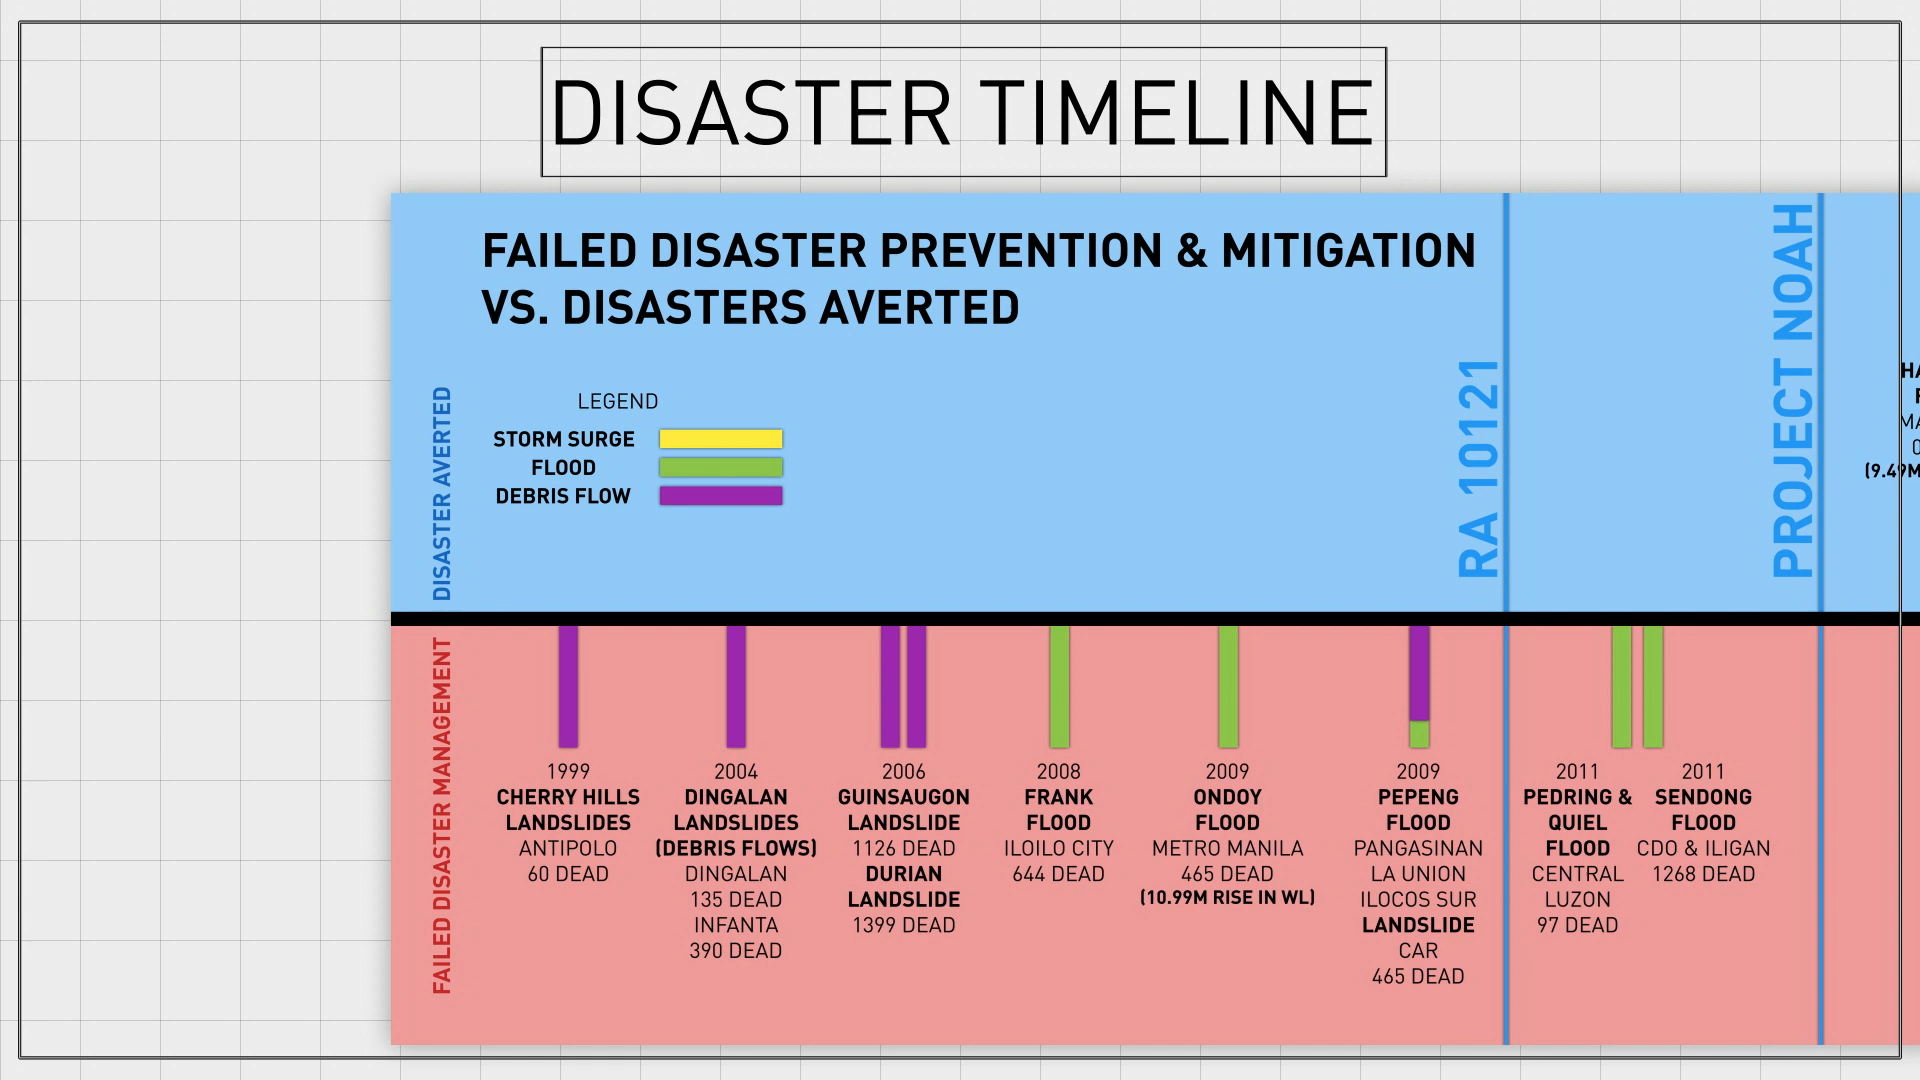 DISASTER TIMELINE
FAILED DISASTER PREVENTION & MITIGATION
VS. DISASTERS AVERTED
LEGEND
STORM SURGE
FLOOD
DEBRIS FLOW
DISASTER AVERTED
RA 10121
PROJECT NOAH
FAILED DISASTER MANAGEMENT
1999
CHERRY HILLS
LANDSLIDES
ANTIPOLO
60 DEAD
2004
DINGALAN
LANDSLIDES
(DEBRIS FLOWS)
DINGALAN
135 DEAD
INFANTA
390 DEAD
2006
GUINSAUGON
LANDSLIDE
1126 DEAD
DURIAN
LANDSLIDE
1399 DEAD
2008
FRANK
FLOOD
ILOILO CITY
644 DEAD
2009
ONDOY
FLOOD
METRO MANILA
465 DEAD
(10.99M RISE IN WL)
2009
PEPENG
FLOOD
PANGASINAN
LA UNION
ILOCOS SUR
LANDSLIDE
CAR
465 DEAD
2011
PEDRING &
QUIEL
FLOOD
CENTRAL
LUZON
97 DEAD
2011
SENDONG
FLOOD
CDO & ILIGAN
1268 DEAD